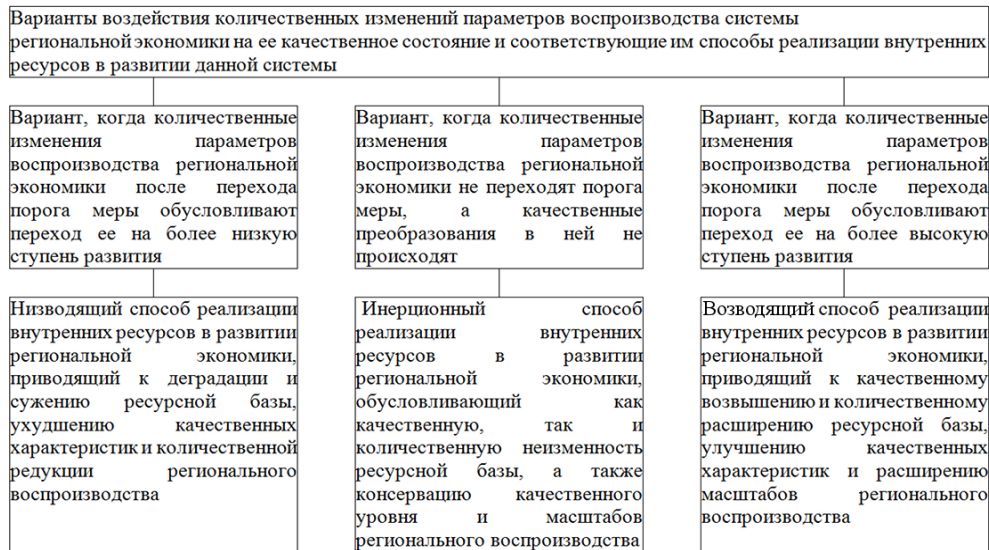 Варианты воздействия количественных изменений параметров воспроизводства системы
региональной экономики на ее качественное состояние и соответствующие им способы реализации внутренних
ресурсов в развитии данной системы
Вариант, когда количественные
изменения параметров
воспроизводства региональной
экономики после перехода
порога меры обусловливают
переход ее на более низкую
ступень развития
Вариант, когда количественные
изменения параметров
воспроизводства региональной
экономики не переходят порога
меры, а качественные
преобразования в ней не
происходят
Вариант, когда количественные
изменения параметров
воспроизводства региональной
экономики после перехода
порога меры обусловливают
переход ее на более высокую
ступень развития
Низводящий способ реализации
внутренних ресурсов в развитии
региональной экономики,
приводящий к деградации и
сужению ресурсной базы,
ухудшению качественных
характеристик и количественной
редукции регионального
воспроизводства
Инерционный способ
реализации внутренних
ресурсов в развитии
региональной экономики,
обусловливающий как
качественную, так и
количественную неизменность
ресурсной базы, а также
консервацию качественного
уровня и масштабов
регионального воспроизводства
Возводящий способ реализации
внутренних ресурсов в развитии
региональной экономики,
приводящий к качественному
возвышению и количественному
расширению ресурсной базы,
улучшению качественных
характеристик и расширению
масштабов регионального
воспроизводства